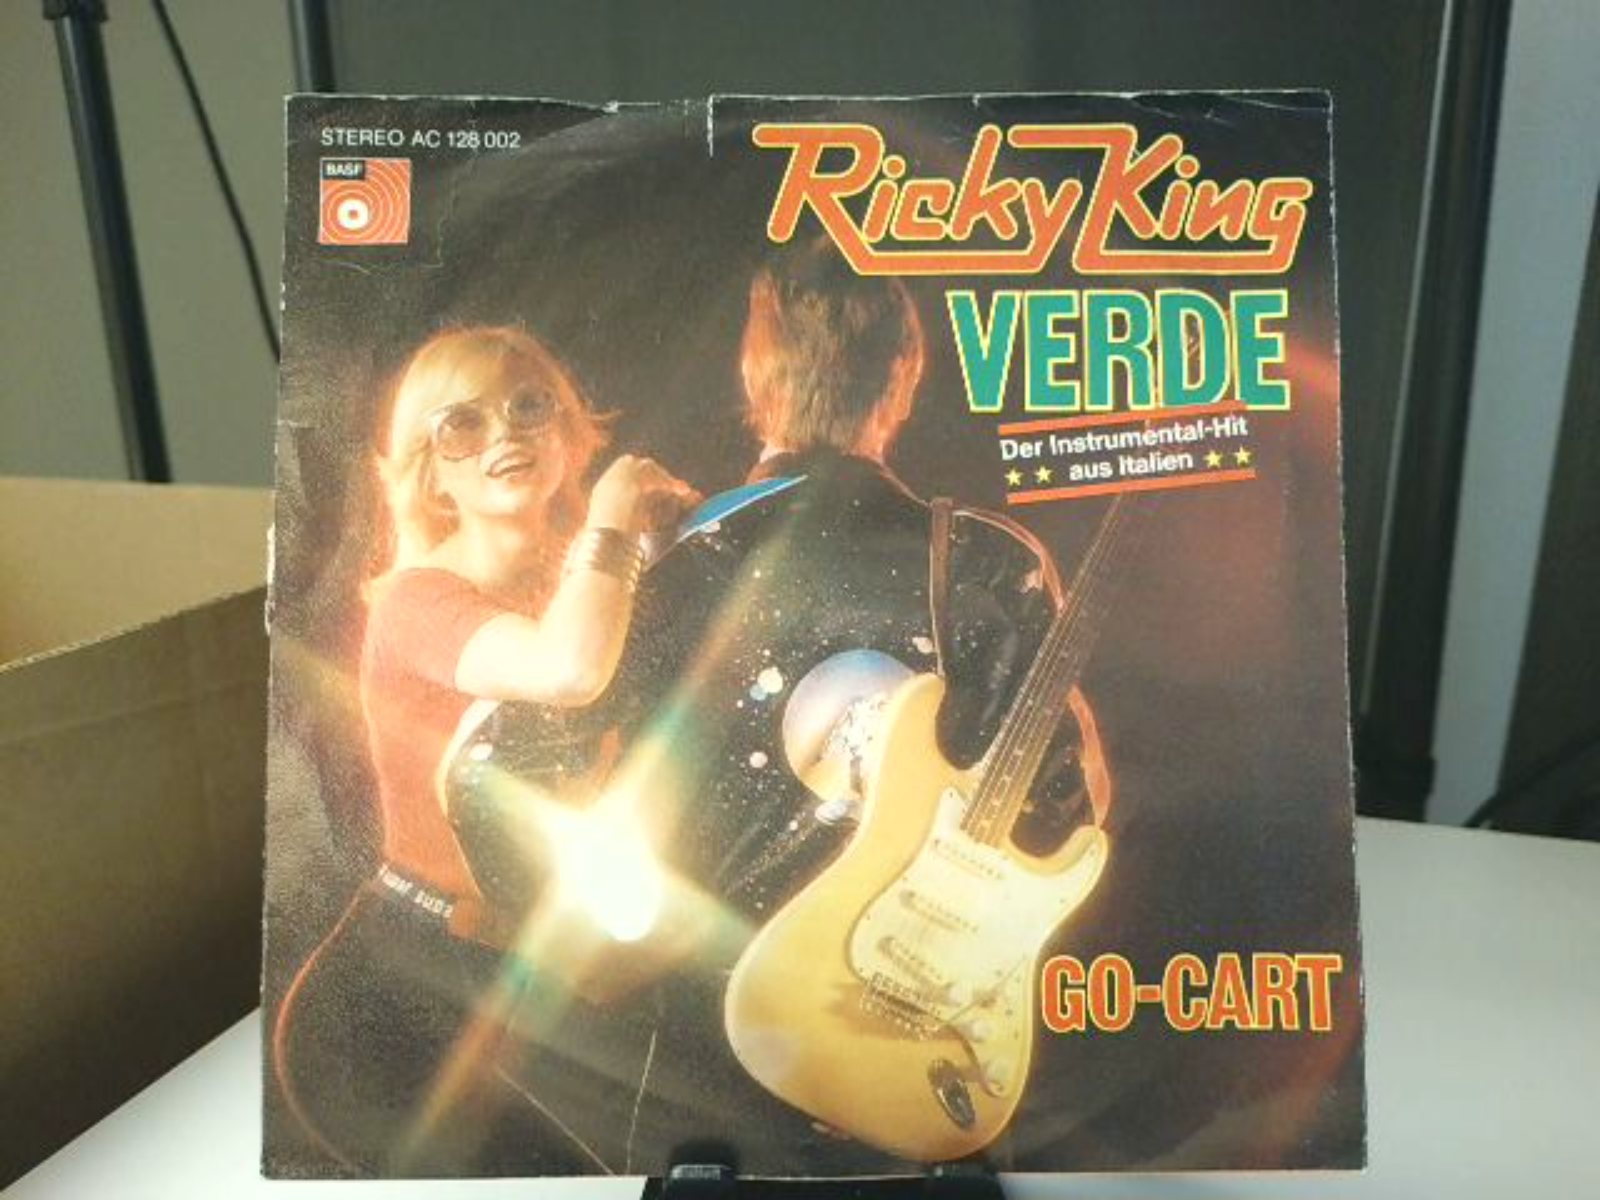 STEREO AC 128 002
BASF
Ricky King
VERDE
Der Instrumental-Hit
aus Italien
GO-CART